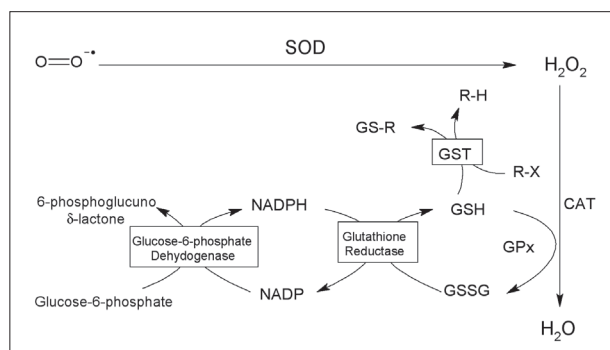 SOD
O=O −•
H2O2
R-H
GS-R
GST
R-X
6-phosphoglucuno
δ-lactone
NADPH
GSH
CAT
Glucose-6-phosphate
Dehydogenase
Glutathione
Reductase
GPx
Glucose-6-phosphate
NADP
GSSG
H2O